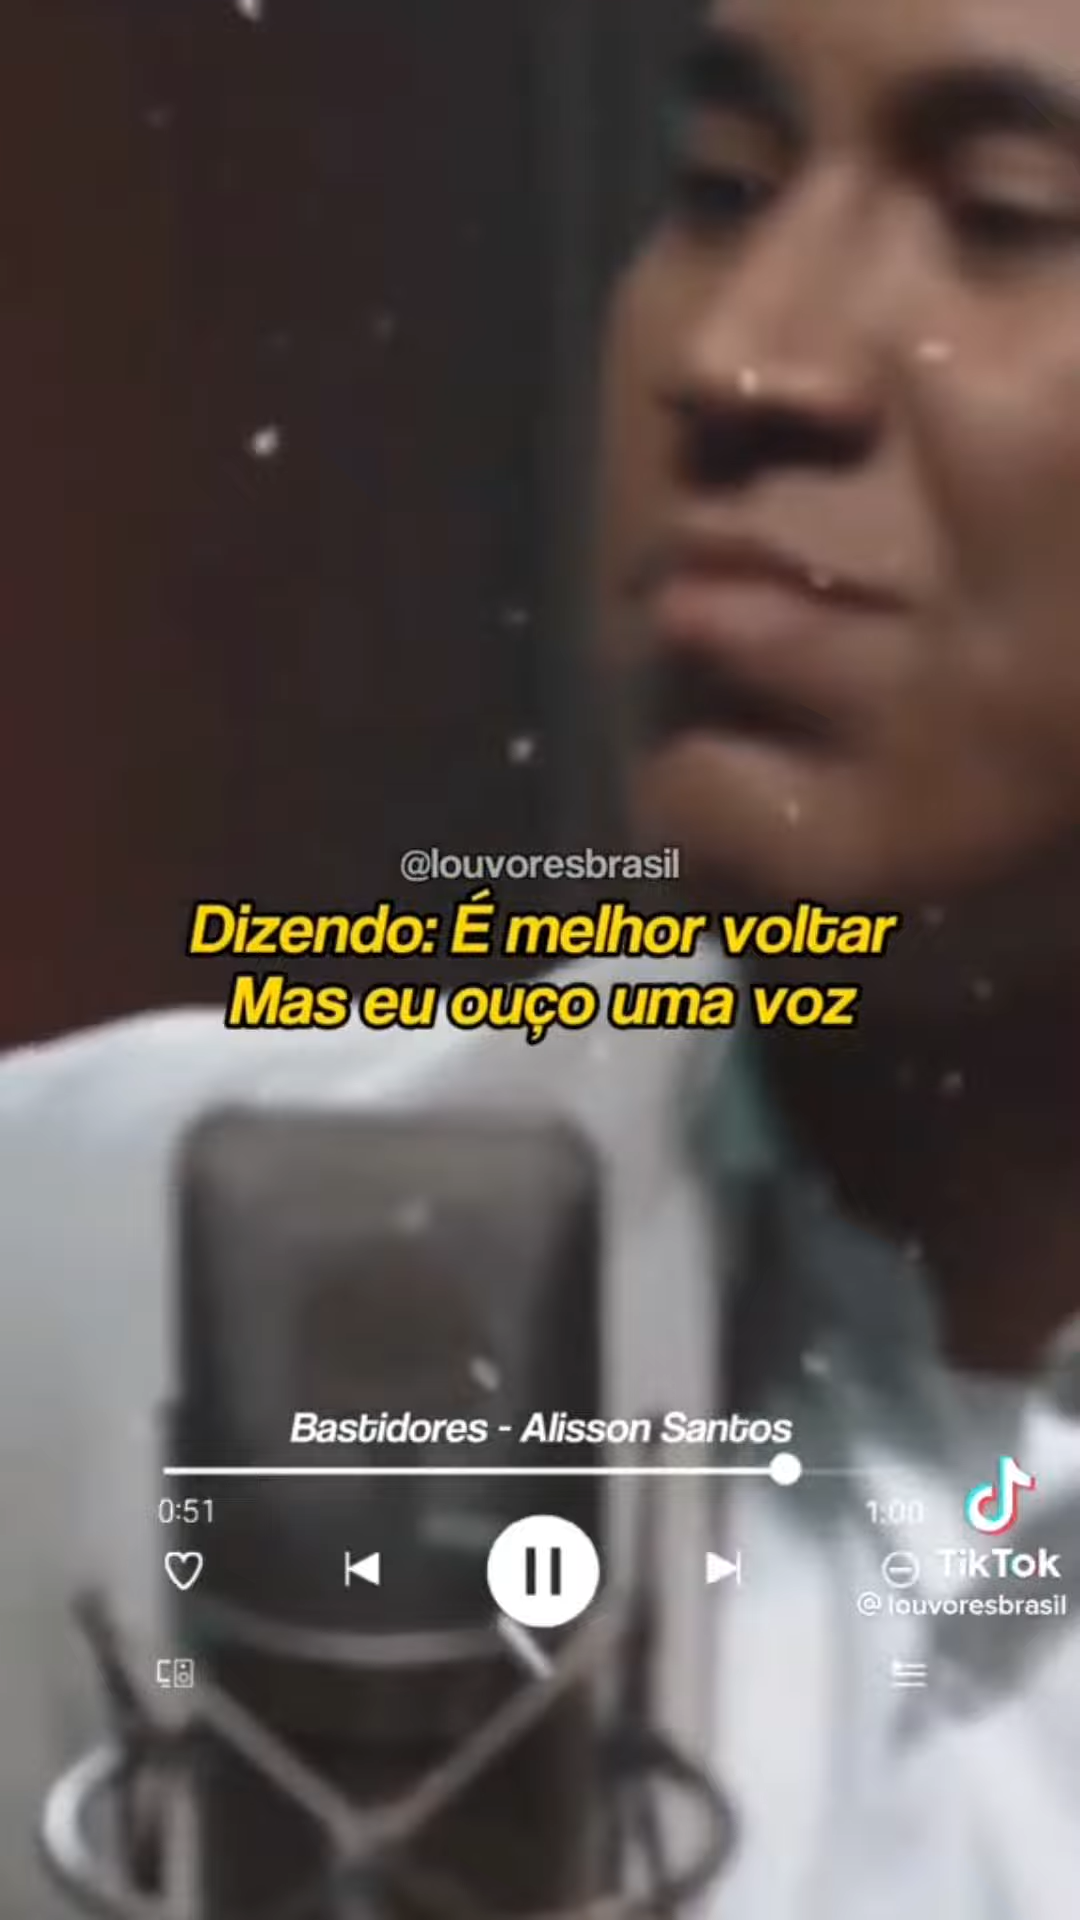 @louvoresbrasil
Dizendo: É melhor voltar
Mas eu ouço uma voz
Bastidores - Alisson Santos
0:51
1:00
TikTok
@louvoresbrasil